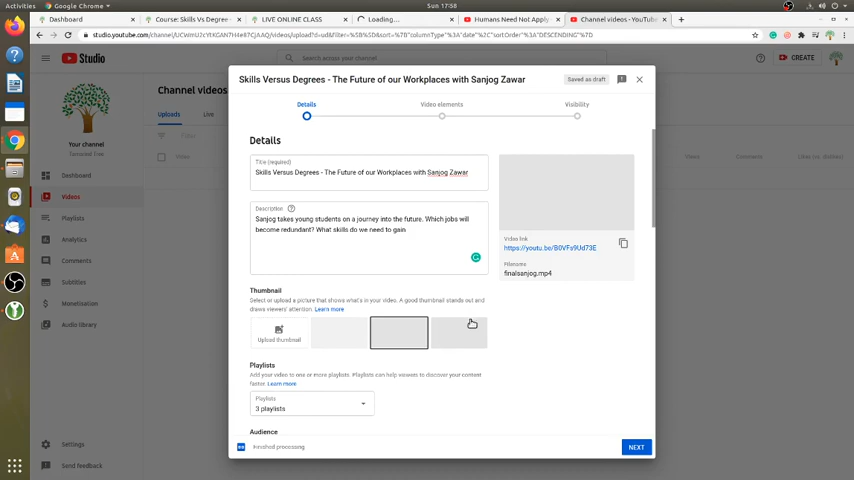 Activities
Google Chrome
Sun 17:58
Dashboard
Course: Skills Vs Degrees -
LIVE ONLINE CLASS
Loading...
Humans Need Not Apply
Channel videos - YouTube
Studio
Search across your channel
CREATE
Skills Versus Degrees - The Future of our Workplaces with Sanjog Zawar
Saved as draft
Channel videos
Uploads
Live
Filter
Video
Views
Comments
Likes (vs. dislikes)
Your channel
Dashboard
Videos
Playlists
Analytics
Comments
Subtitles
Monetisation
Audio library
Settings
Send feedback
Details
Video elements
Visibility
Details
Title (required)
Skills Versus Degrees - The Future of our Workplaces with Sanjog Zawar
Description
Sanjog takes young students on a journey into the future. Which jobs will
become redundant? What skills do we need to gain
Video link
https://youtu.be/B0VFs9Ud73E
Filename
finalsanjog.mp4
Thumbnail
Select or upload a picture that shows what's in your video. A good thumbnail stands out and
draws viewers' attention. Learn more
Upload thumbnail
Playlists
Add your video to one or more playlists. Playlists can help viewers to discover your content
faster. Learn more
Playlists
3 playlists
Audience
Finished processing
NEXT